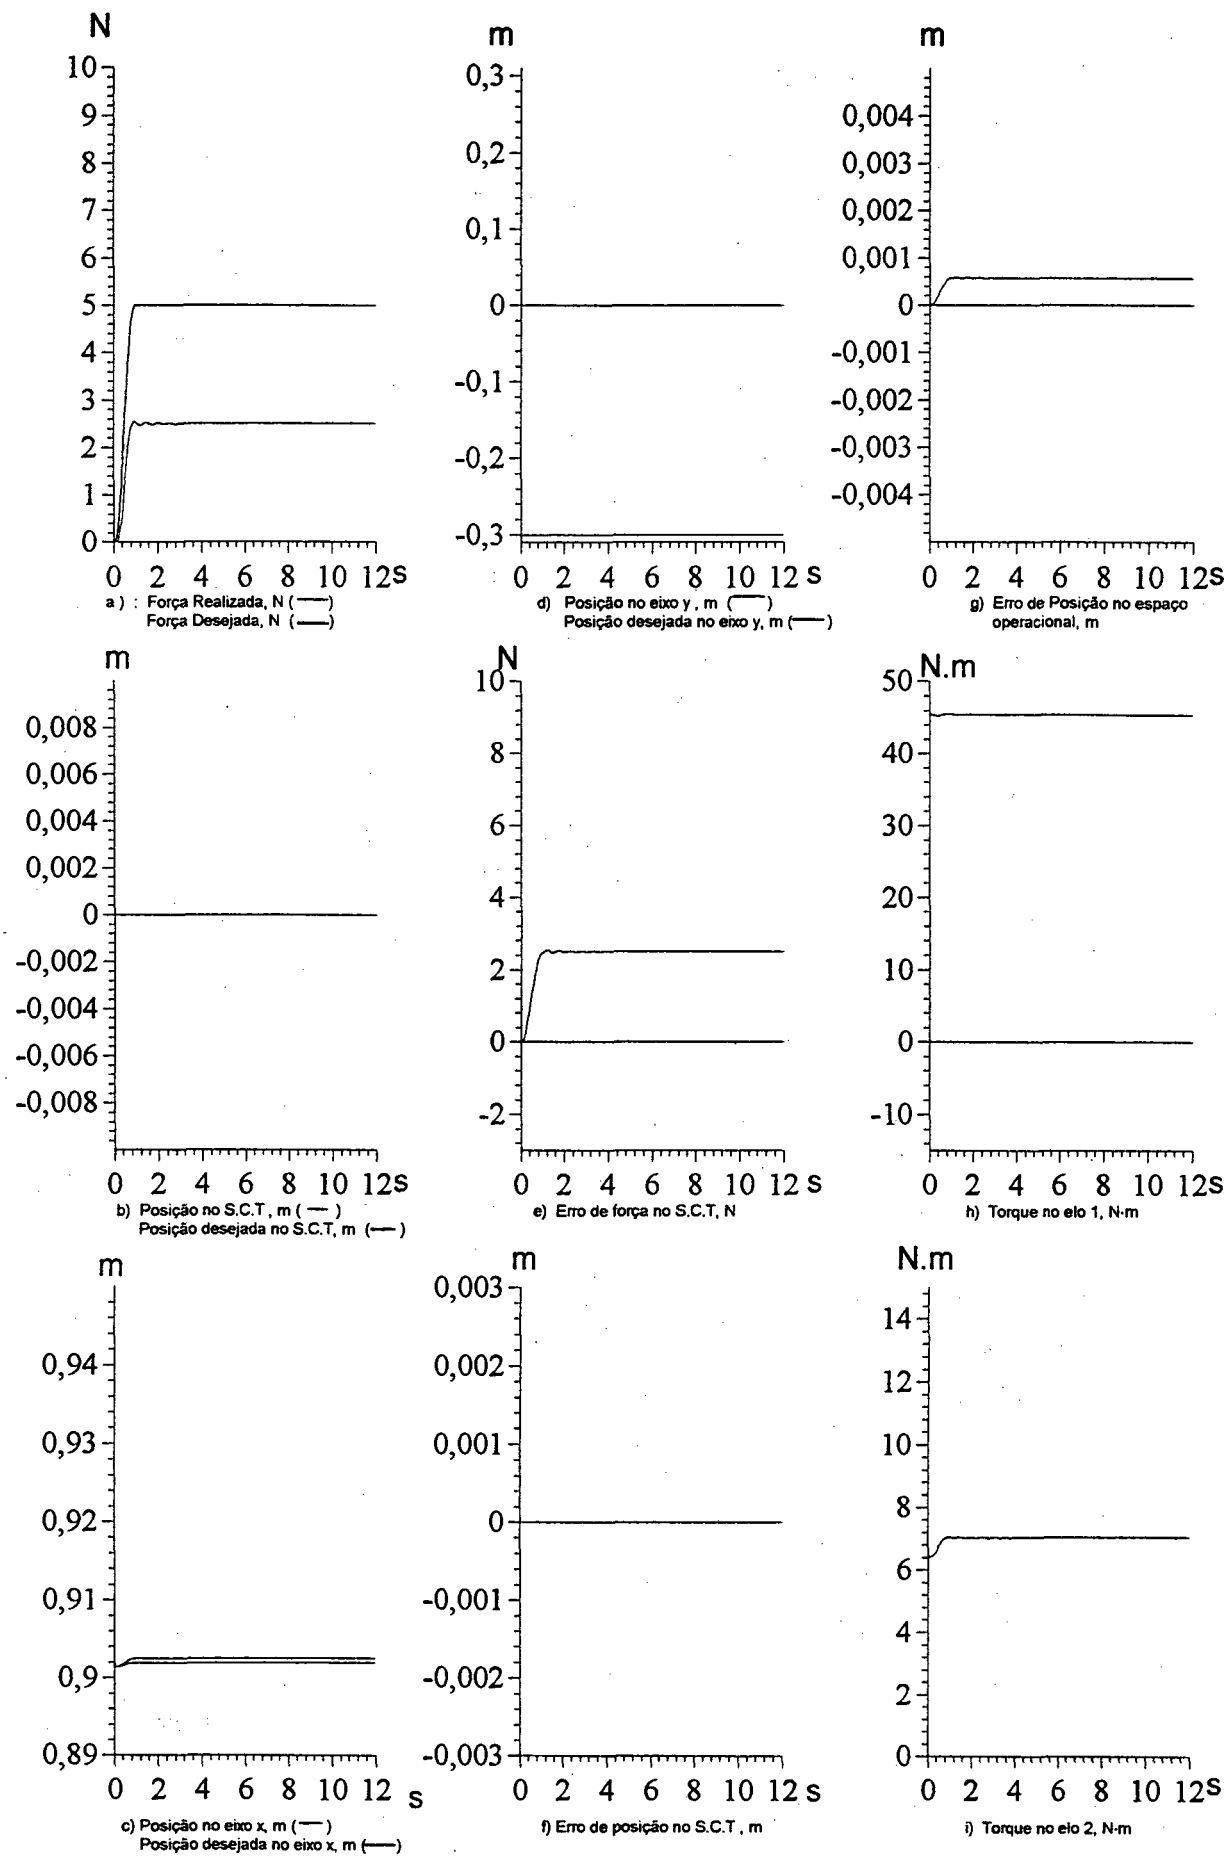 N
10
9
8
7
6
5
4
3
2
1
0
0 2 4 6 8 10 12 s
a ) : Força Realizada, N ( — )
Força Desejada, N ( — )
m
0,008
0,006
0,004
0,002
0
-0,002
-0,004
-0,006
-0,008
0 2 4 6 8 10 12 s
b) Posição no S.C.T , m ( — )
Posição desejada no S.C.T, m ( — )
m
0,94
0,93
0,92
0,91
0,9
0,89
0 2 4 6 8 10 12 s
c) Posição no eixo x, m ( — )
Posição desejada no eixo x, m ( — )
m
0,3
0,2
0,1
0
-0,1
-0,2
-0,3
0 2 4 6 8 10 12 s
d) Posição no eixo y , m ( — )
Posição desejada no eixo y, m ( — )
N
10
8
6
4
2
0
-2
0 2 4 6 8 10 12 s
e) Erro de força no S.C.T, N
m
0,003
0,002
0,001
0
-0,001
-0,002
-0,003
0 2 4 6 8 10 12 s
f) Erro de posição no S.C.T , m
m
0,004
0,003
0,002
0,001
0
-0,001
-0,002
-0,003
-0,004
0 2 4 6 8 10 12 s
g) Erro de Posição no espaço
operacional, m
N.m
50
40
30
20
10
0
-10
0 2 4 6 8 10 12 s
h) Torque no elo 1, N·m
N.m
14
12
10
8
6
4
2
0
0 2 4 6 8 10 12 s
i) Torque no elo 2, N·m